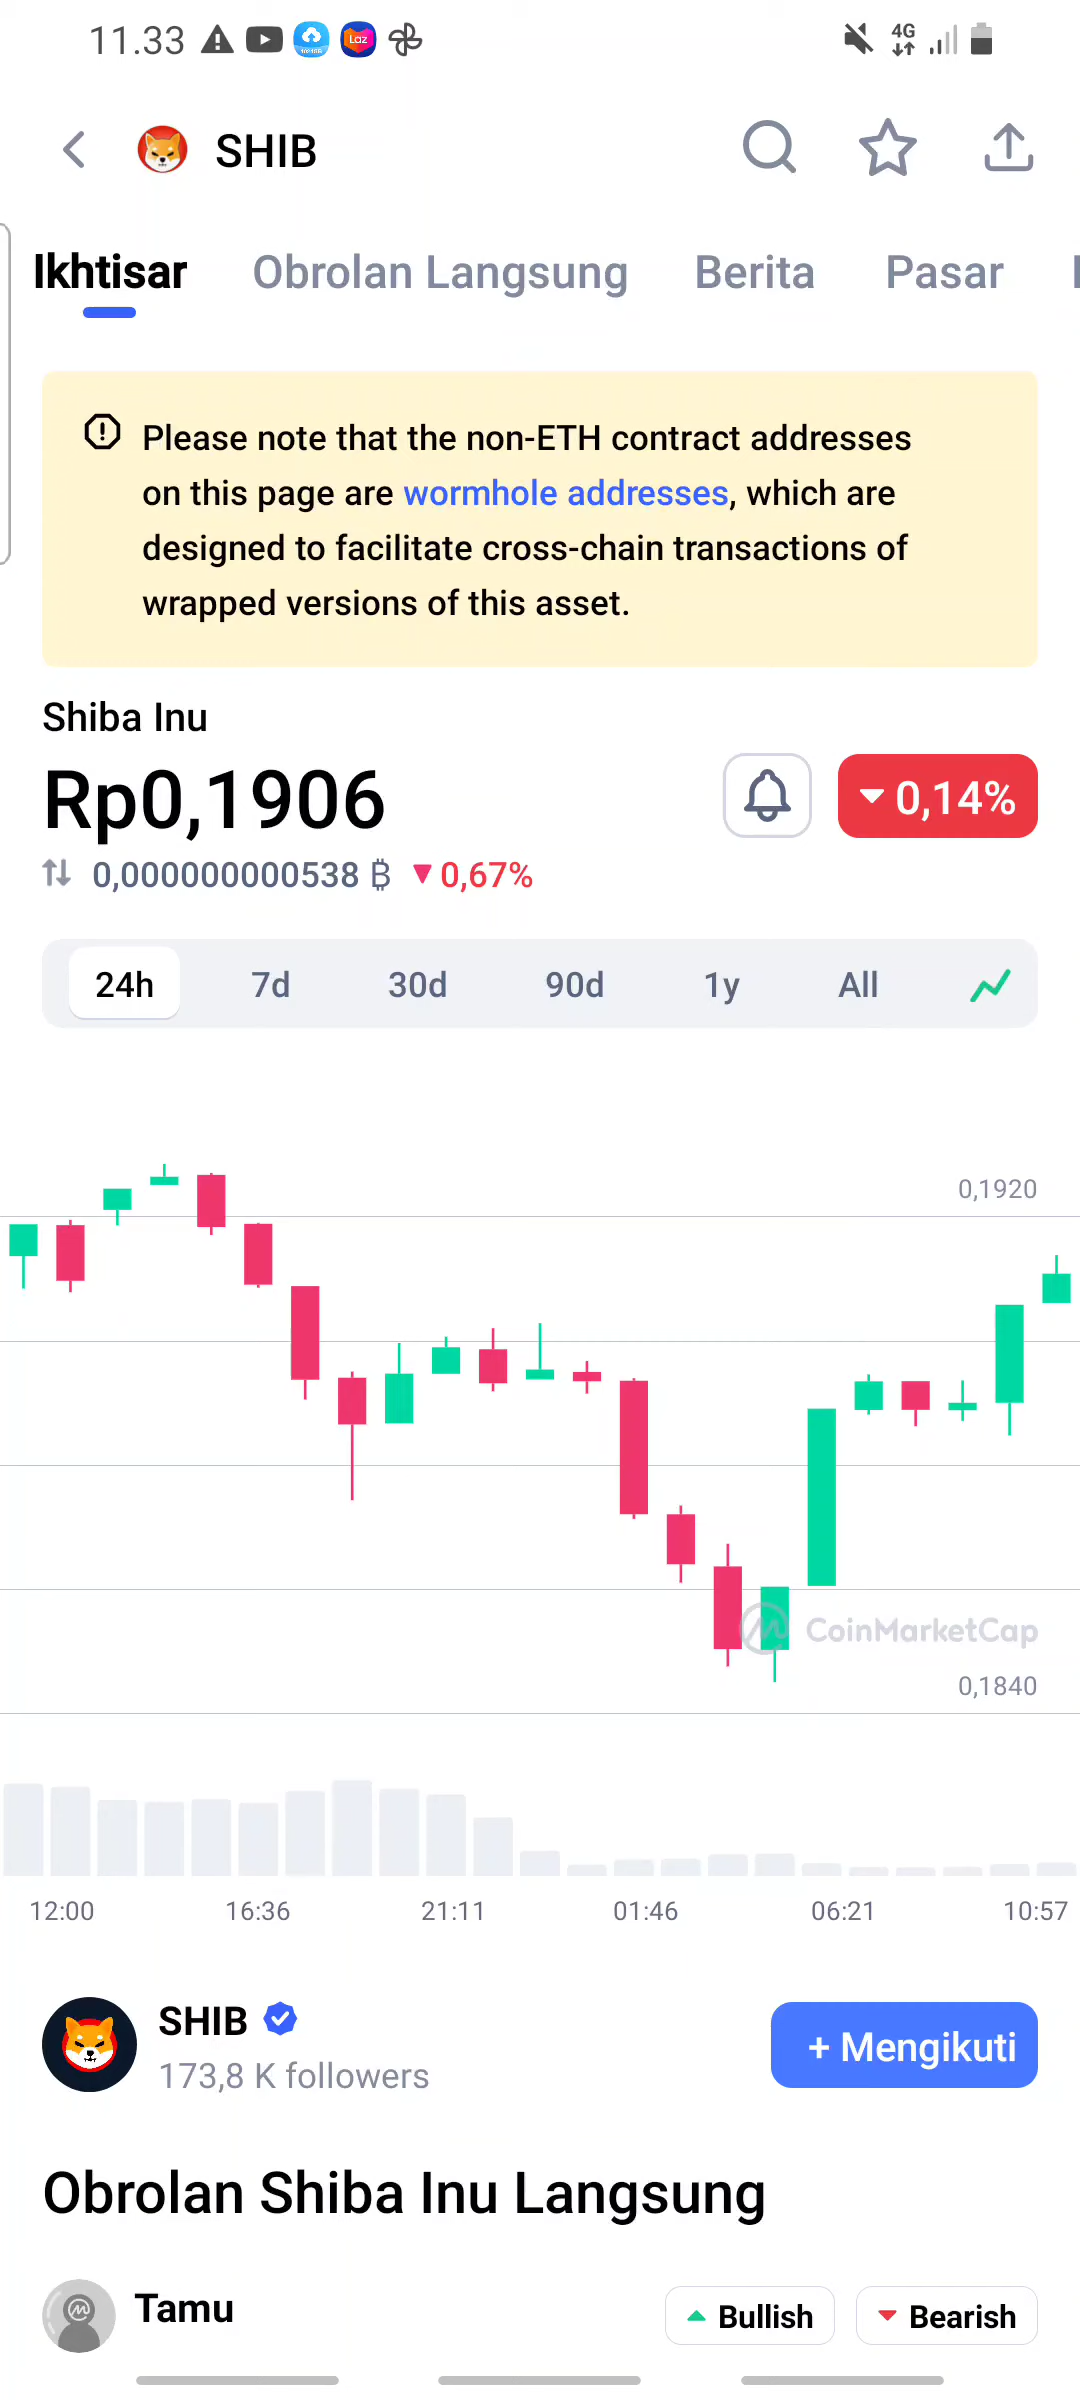 11.33
Laz
4G
SHIB
Ikhtisar Obrolan Langsung Berita Pasar
Please note that the non-ETH contract addresses
on this page are wormhole addresses, which are
designed to facilitate cross-chain transactions of
wrapped versions of this asset.
Shiba Inu
Rp0,1906
0,14%
0,000000000538 ₿ 0,67%
24h 7d 30d 90d 1y All
0,1920
CoinMarketCap
0,1840
12:00 16:36 21:11 01:46 06:21 10:57
SHIB
173,8 K followers
+ Mengikuti
Obrolan Shiba Inu Langsung
Tamu
Bullish
Bearish